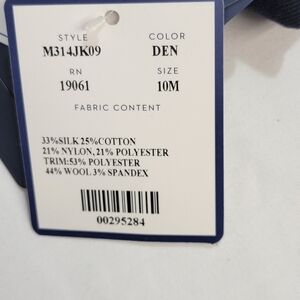 STYLE COLOR
M314JK09 DEN
RN SIZE
19061 10M
FABRIC CONTENT
33%SILK 25%COTTON
21% NYLON, 21% POLYESTER
TRIM:53% POLYESTER
44% WOOL 3% SPANDEX
00295284